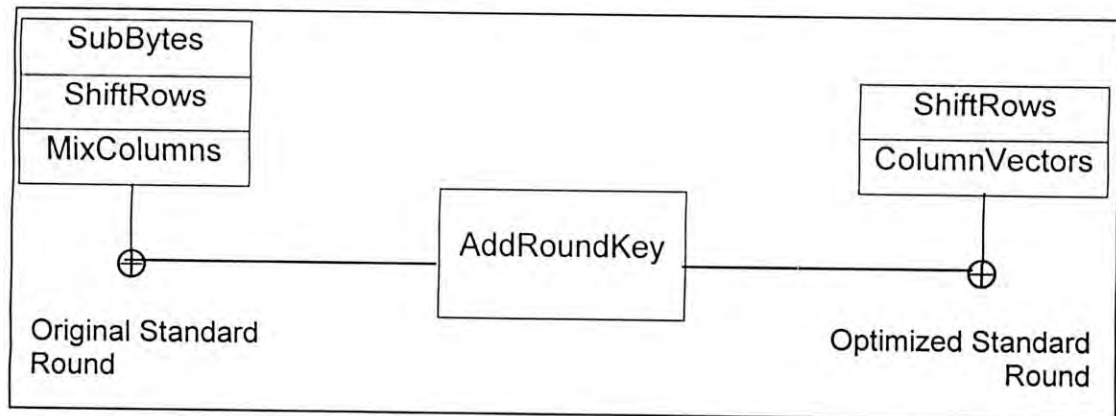 SubBytes
ShiftRows
MixColumns
ShiftRows
ColumnVectors
AddRoundKey
Original Standard
Round
Optimized Standard
Round